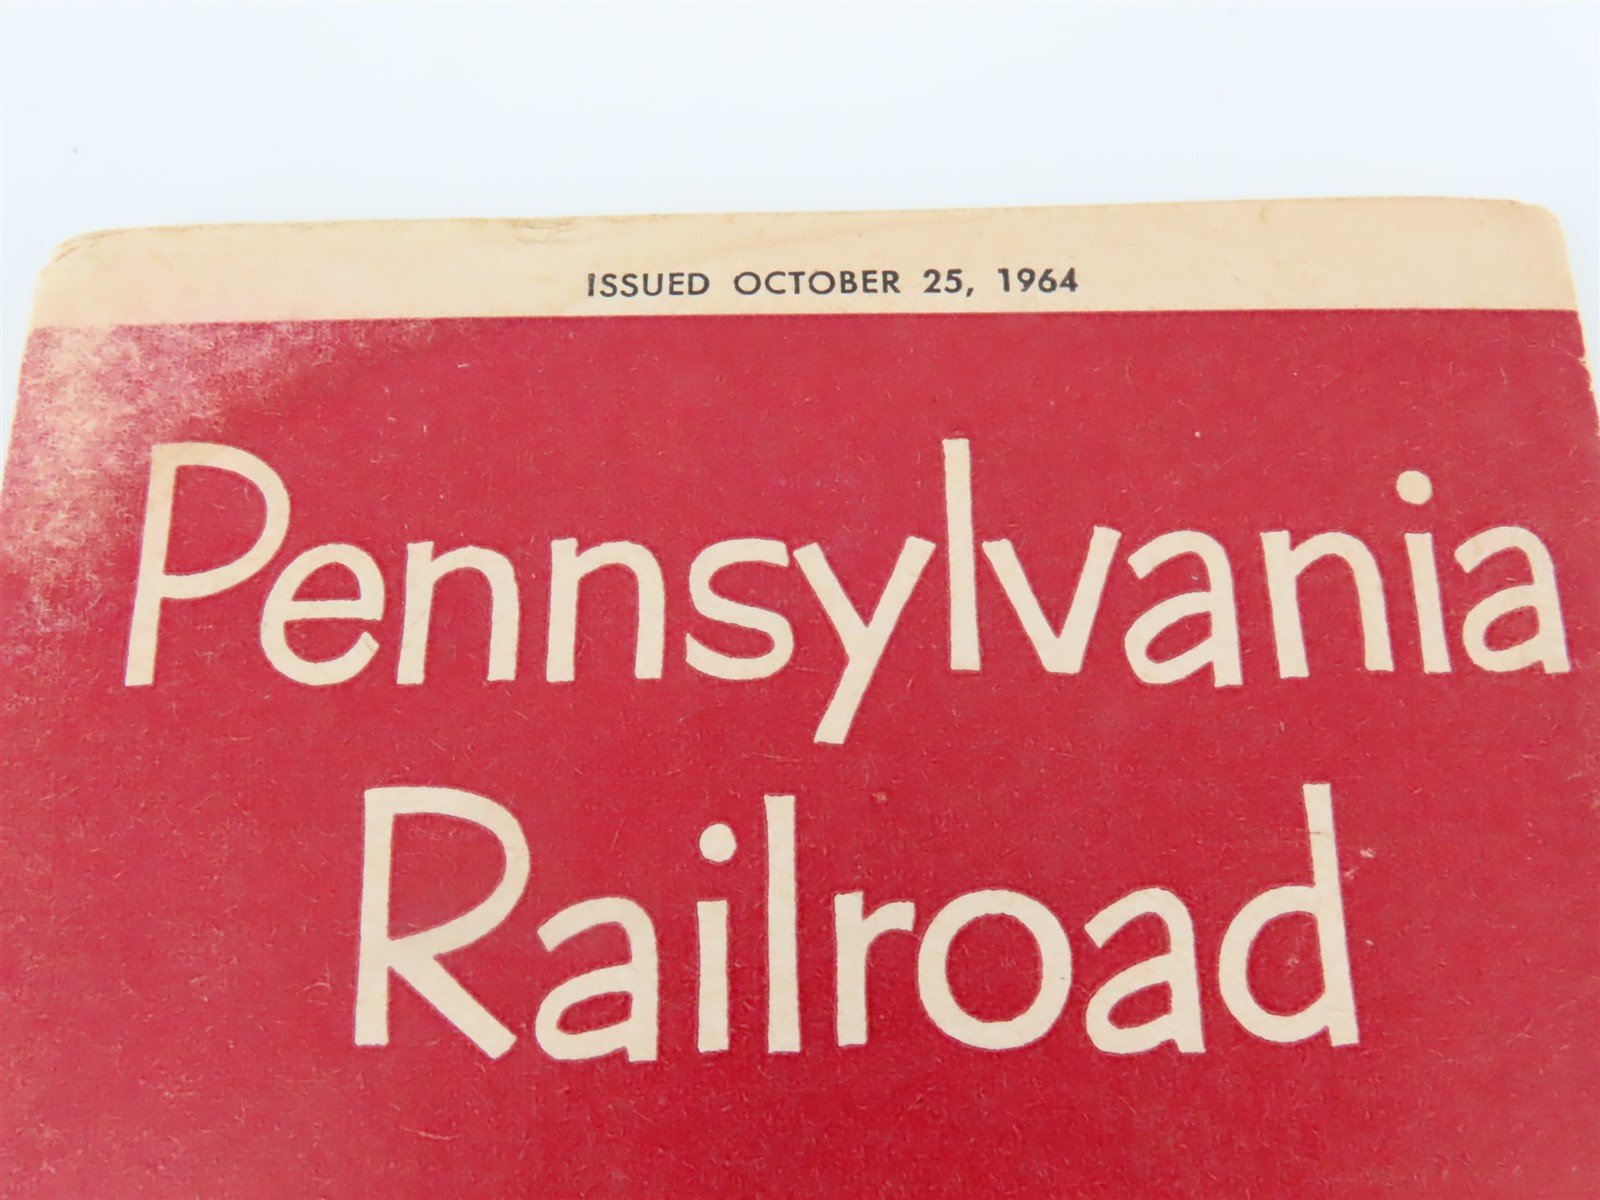 ISSUED OCTOBER 25, 1964
Pennsylvania
Railroad